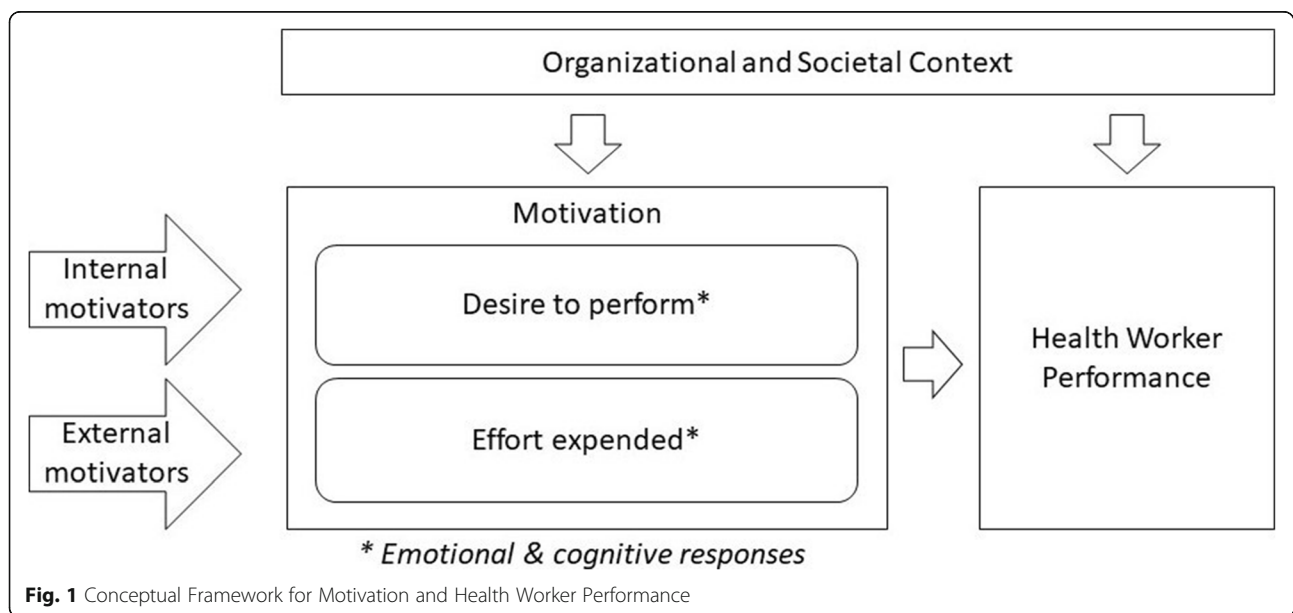 Organizational and Societal Context
Internal
motivators
External
motivators
Motivation
Desire to perform*
Effort expended*
Health Worker
Performance
* Emotional & cognitive responses
Fig. 1 Conceptual Framework for Motivation and Health Worker Performance